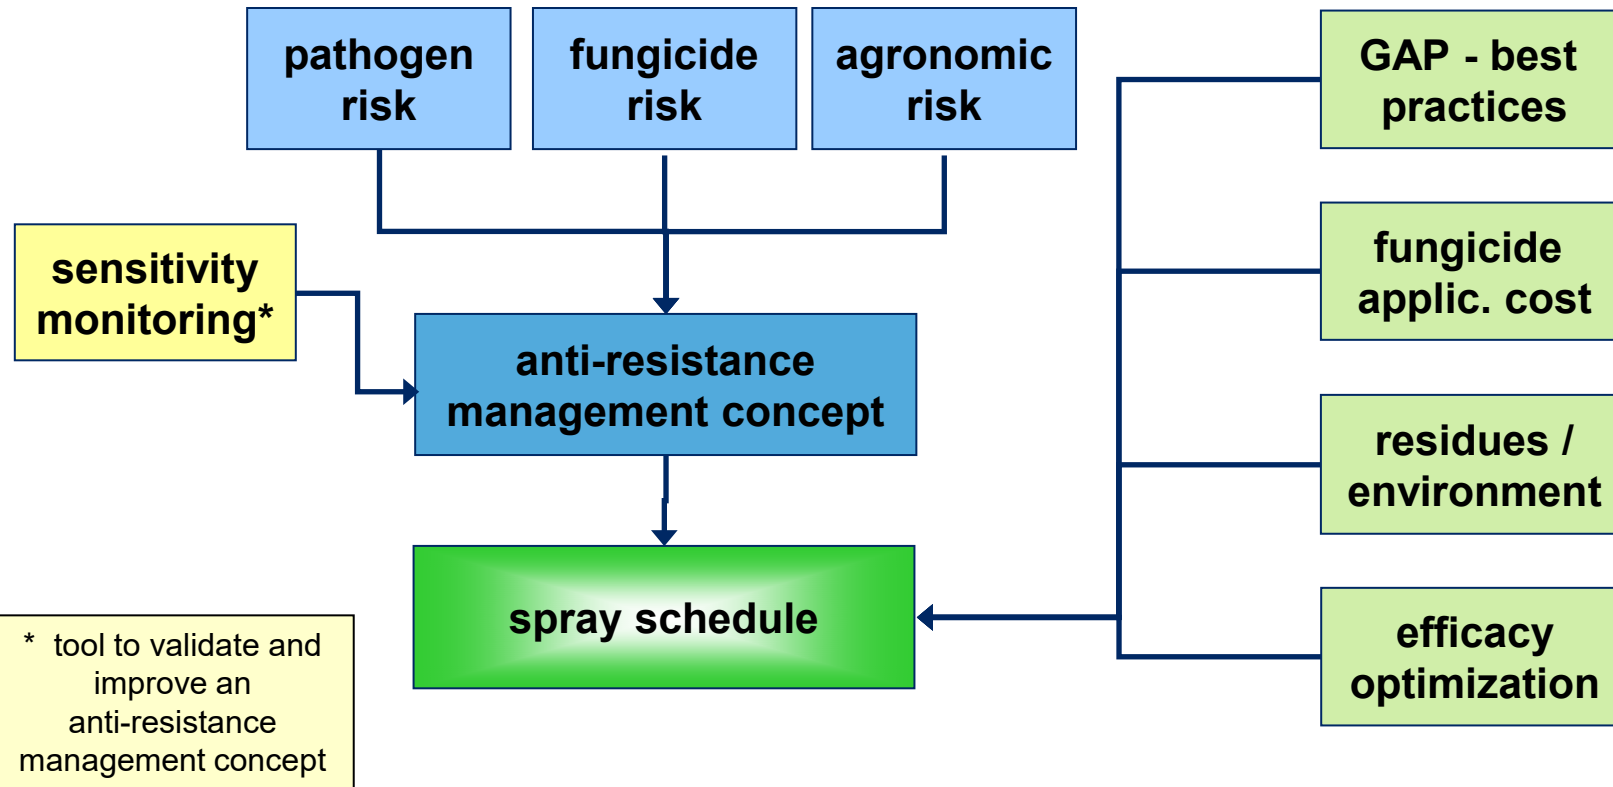 pathogen
risk
fungicide
risk
agronomic
risk
GAP - best
practices
sensitivity
monitoring*
fungicide
applic. cost
anti-resistance
management concept
residues /
environment
spray schedule
efficacy
optimization
* tool to validate and
improve an
anti-resistance
management concept